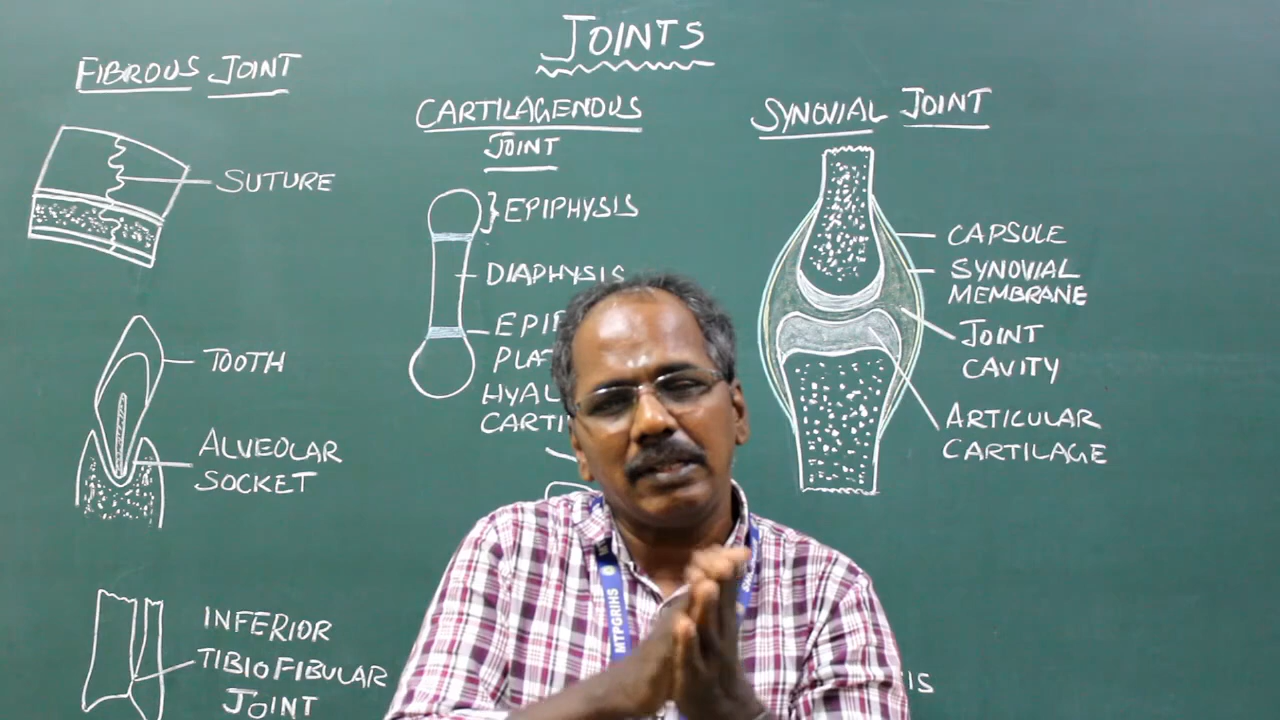 JOINTS
FIBROUS JOINT
SUTURE
TOOTH
ALVEOLAR
SOCKET
INFERIOR
TIBIOFIBULAR
JOINT
CARTILAGENOUS
JOINT
EPIPHYSIS
DIAPHYSIS
SYNOVIAL JOINT
CAPSULE
SYNOVIAL
MEMBRANE
JOINT
CAVITY
ARTICULAR
CARTILAGE
MTPGRIHS